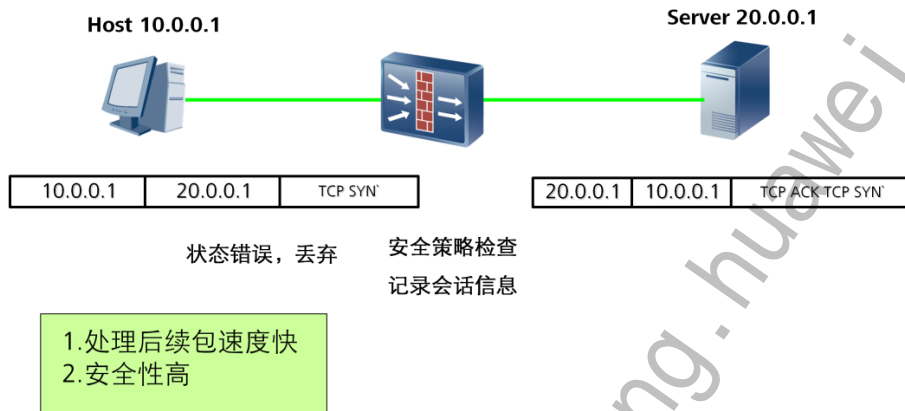 Host 10.0.0.1
Server 20.0.0.1
10.0.0.1 20.0.0.1 TCP SYN`
20.0.0.1 10.0.0.1 TCP ACK TCP SYN`
状态错误，丢弃
安全策略检查
记录会话信息
1.处理后续包速度快
2.安全性高
ng.huawei